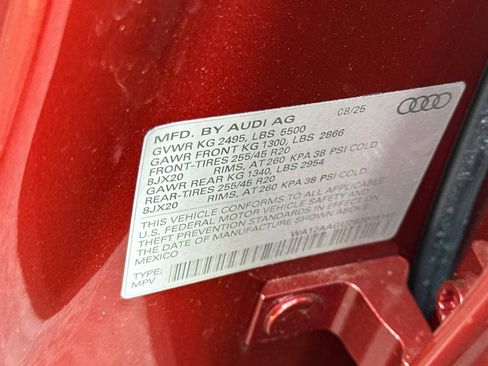 MFD. BY AUDI AG 08/25
GVWR KG 2495, LBS 5500
GAWR FRONT KG 1300, LBS 2866
FRONT-TIRES 255/45 R20
8JX20 RIMS, AT 260 KPA 38 PSI COLD
GAWR REAR KG 1340, LBS 2954
REAR-TIRES 255/45 R20
8JX20 RIMS, AT 260 KPA 38 PSI COLD
THIS VEHICLE CONFORMS TO ALL APPLICABLE
U.S. FEDERAL MOTOR VEHICLE SAFETY AND
THEFT PREVENTION STANDARDS IN EFFECT ON
THE DATE OF MANUFACTURE SHOWN ABOVE
MEXICO
TYPE:
MPV